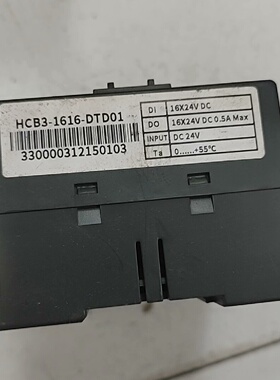 HCB3-1616-DTD01
330000312150103
DI 16X24V DC
DO 16X24V DC 0.5A Max
INPUT DC 24V
Ta 0......+55℃